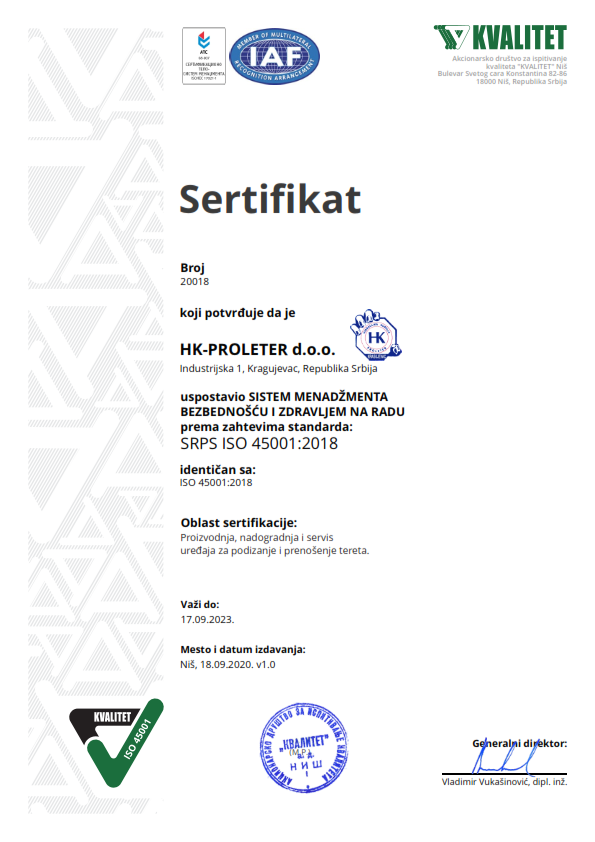 ATC
СЕРТИФИКАЦИОНО
ТЕЛО
СИСТЕМ МЕНАЏМЕНТА
MEMBER OF MULTILATERAL
IAF
RECOGNITION ARRANGEMENT
KVALITET
Akcionarsko društvo za ispitivanje
kvaliteta "KVALITET" Niš
Bulevar Svetog cara Konstantina 82-86
18000 Niš, Republika Srbija
Sertifikat
Broj
20018
koji potvrđuje da je
HK
HK-PROLETER d.o.o.
Industrijska 1, Kragujevac, Republika Srbija
uspostavio SISTEM MENADŽMENTA
BEZBEDNOŠĆU I ZDRAVLJEM NA RADU
prema zahtevima standarda:
SRPS ISO 45001:2018
identičan sa:
ISO 45001:2018
Oblast sertifikacije:
Proizvodnja, nadogradnja i servis
uređaja za podizanje i prenošenje tereta.
Važi do:
17.09.2023.
Mesto i datum izdavanja:
Niš, 18.09.2020. v1.0
KVALITET
ISO 45001
АКЦИОНАРСКО ДРУШТВО ЗА ИСПИТИВАЊЕ КВАЛИТЕТА
„КВАЛИТЕТ"
(M.P.)
а. д.
НИШ
I
Generalni direktor:
Vladimir Vukašinović, dipl. inž.